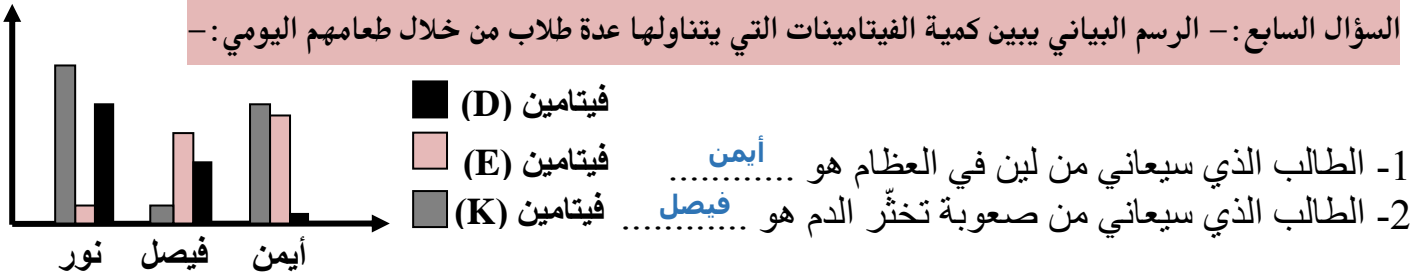 السؤال السابع:- الرسم البياني يبين كمية الفيتامينات التي يتناولها عدة طلاب من خلال طعامهم اليومي:-
فيتامين (D)
1- الطالب الذي سيعاني من لين في العظام هو ............ أيمن
فيتامين (E)
2- الطالب الذي سيعاني من صعوبة تخثّر الدم هو ............ فيصل
فيتامين (K)
أيمن فيصل نور